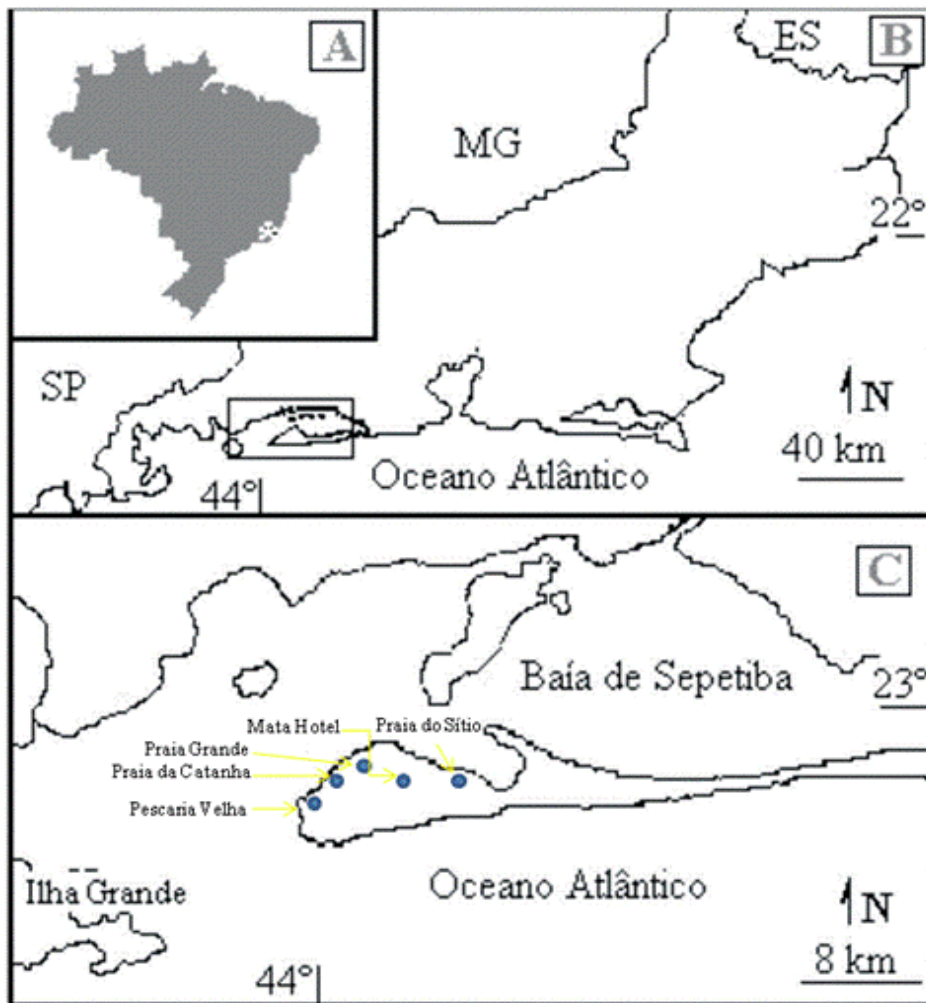 A
B
ES
MG
22°
SP
N
40 km
Oceano Atlântico
44°
C
Baía de Sepetiba
23°
Mata Hotel
Praia do Sítio
Praia Grande
Praia da Catanha
Pescaria Velha
Ilha Grande
Oceano Atlântico
N
8 km
44°